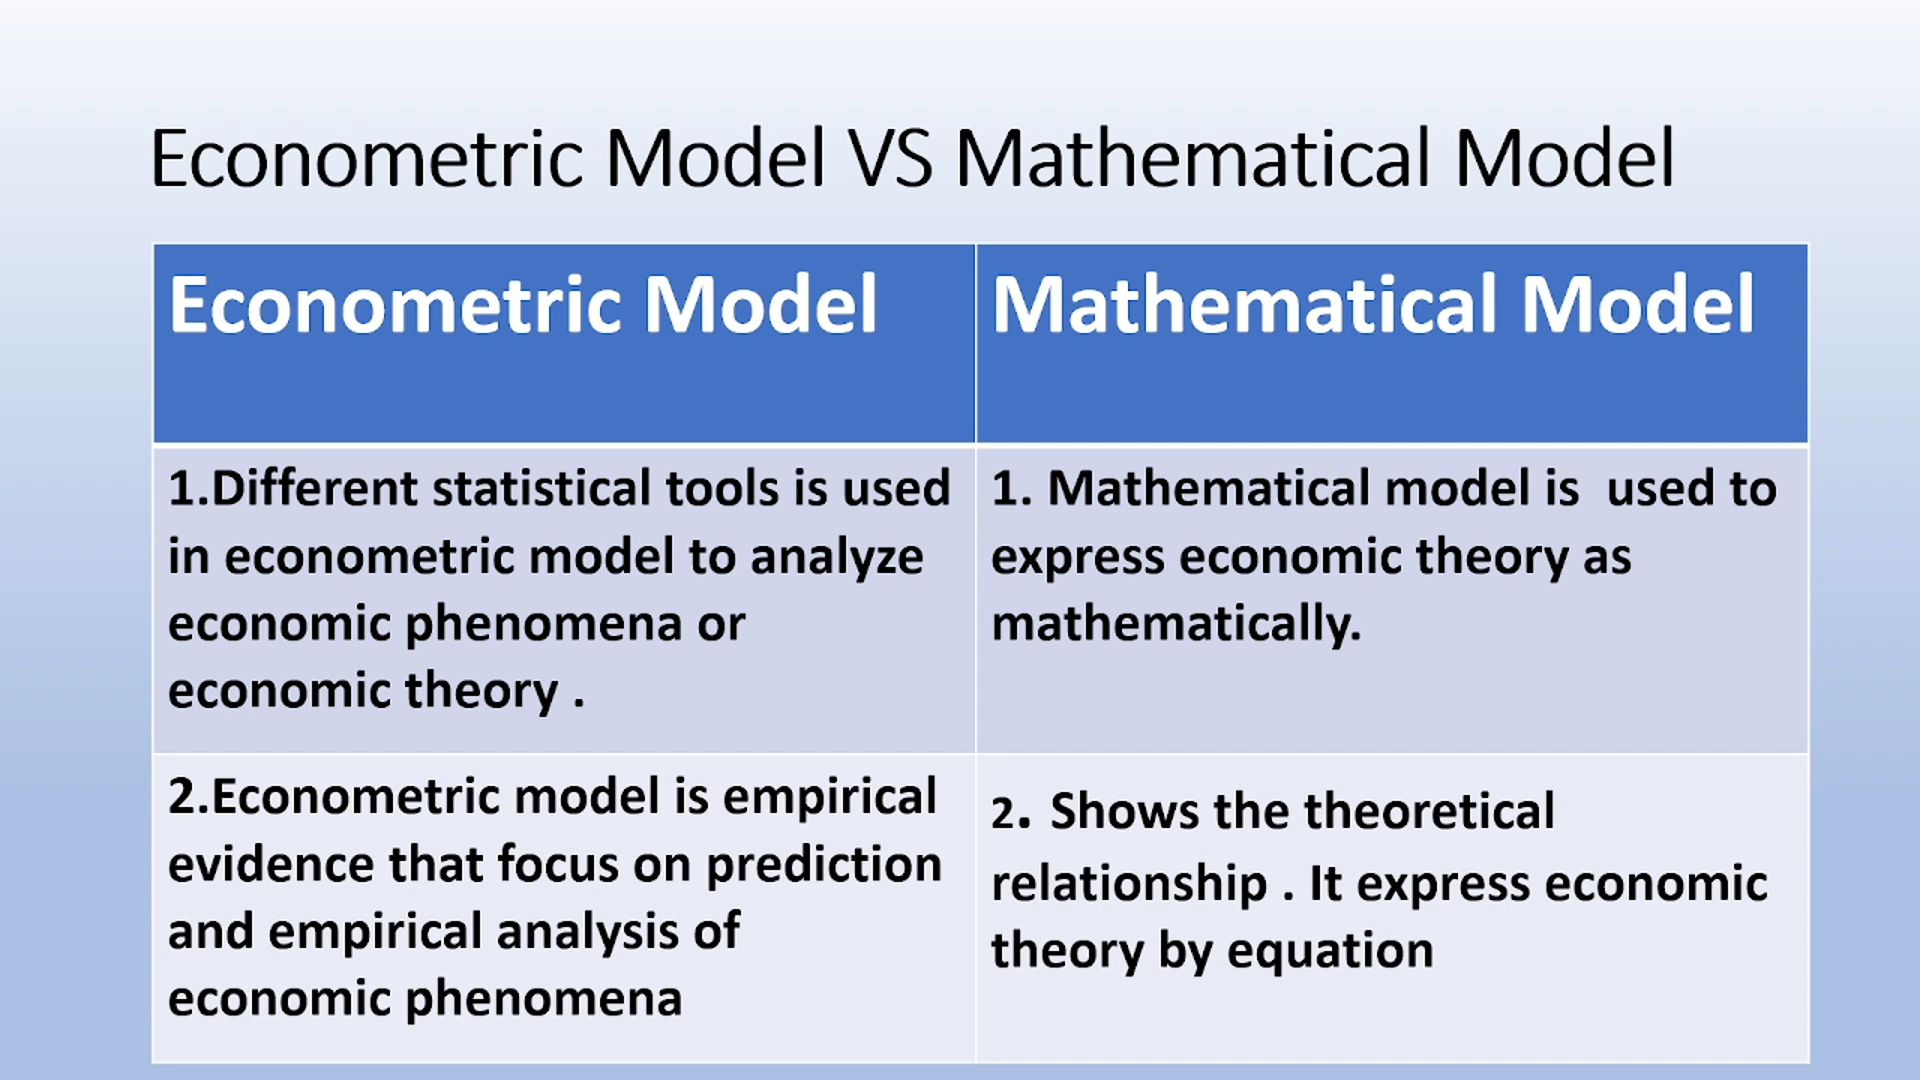 Econometric Model VS Mathematical Model
Econometric Model
Mathematical Model
1.Different statistical tools is used
in econometric model to analyze
economic phenomena or
economic theory .
1. Mathematical model is  used to
express economic theory as
mathematically.
2.Econometric model is empirical
evidence that focus on prediction
and empirical analysis of
economic phenomena
2. Shows the theoretical
relationship . It express economic
theory by equation